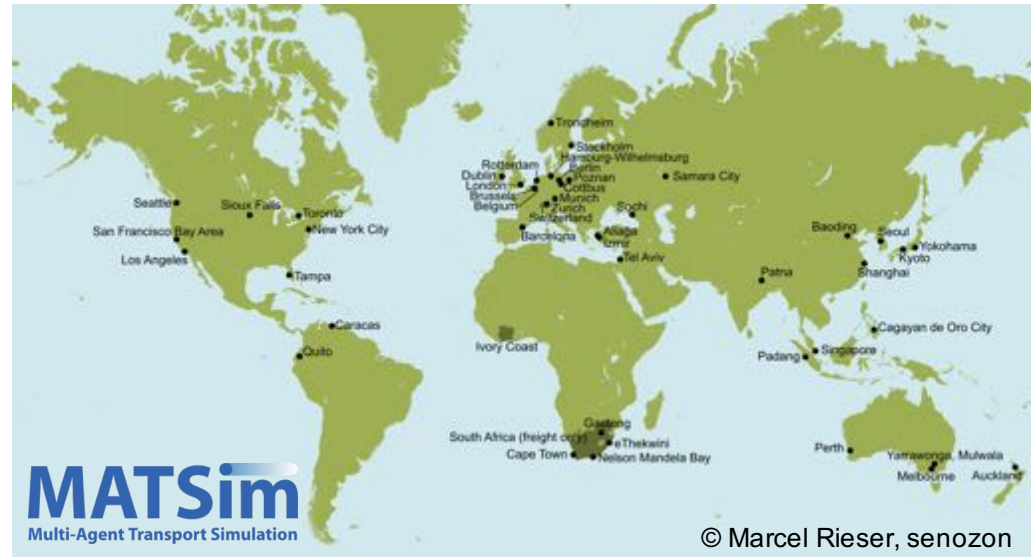 Trondheim
Stockholm
Hamburg-Wilhelmsburg
Berlin
Rotterdam
Dublin
Poznan
London
Cottbus
Samara City
Brussels
Munich
Belgium
Zurich
Switzerland
Sochi
Barcelona
Aliaga
Izmir
Tel Aviv
Seattle
Sioux Falls
Toronto
San Francisco Bay Area
New York City
Los Angeles
Tampa
Caracas
Quito
Baoding
Seoul
Yokohama
Kyoto
Shanghai
Patna
Cagayan de Oro City
Padang
Singapore
Ivory Coast
Gauteng
South Africa (freight only)
eThekwini
Cape Town
Nelson Mandela Bay
Perth
Yarrawonga, Mulwala
Melbourne
Auckland
MATSim
Multi-Agent Transport Simulation
© Marcel Rieser, senozon